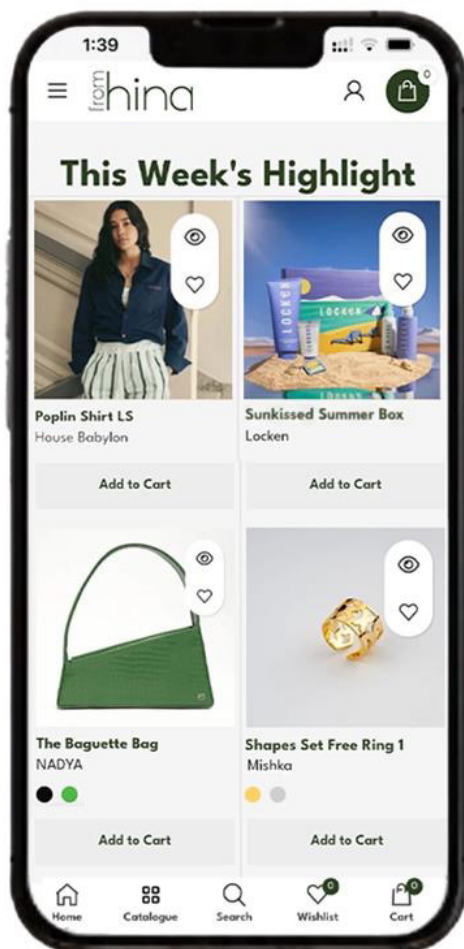 1:39
from
hina
0
This Week's Highlight
LOCKEN
LOCKEN
Poplin Shirt LS
House Babylon
Sunkissed Summer Box
Locken
Add to Cart
Add to Cart
The Baguette Bag
NADYA
Shapes Set Free Ring 1
Mishka
Add to Cart
Add to Cart
0
0
Home
Catalogue
Search
Wishlist
Cart